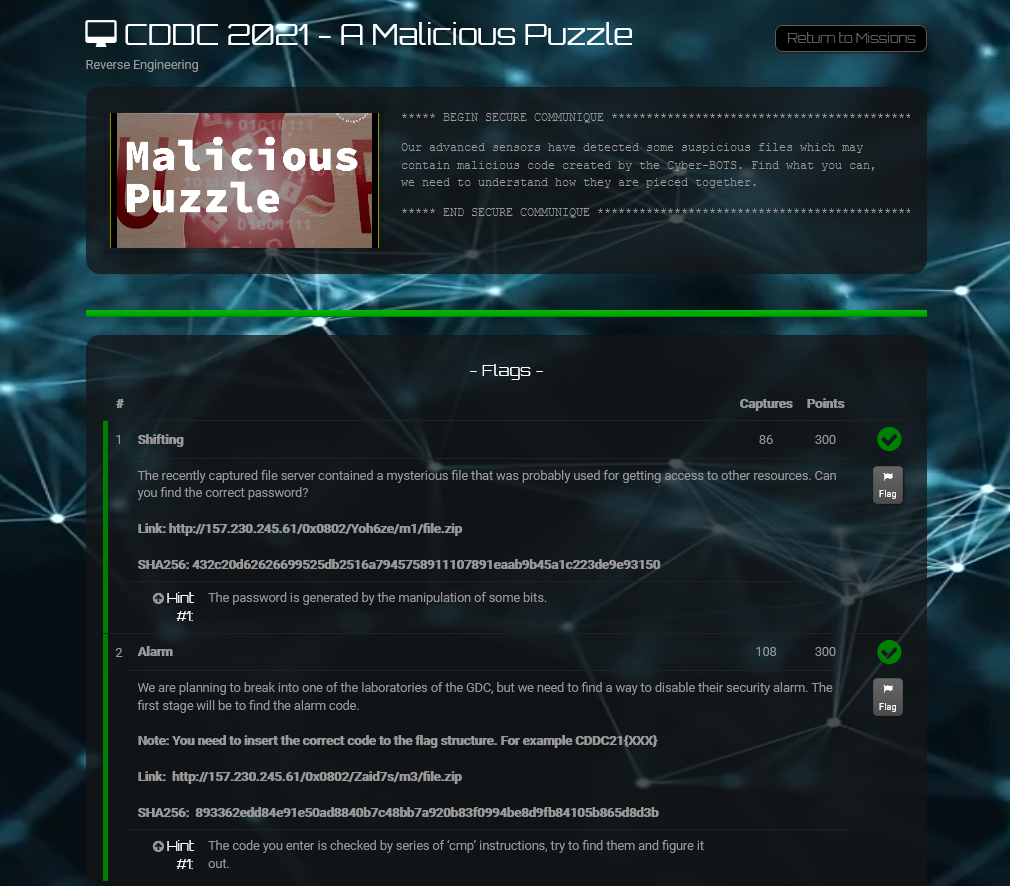 CDDC 2021 - A Malicious Puzzle
Return to Missions
Reverse Engineering
01010111
Malicious
Puzzle
01001111
***** BEGIN SECURE COMMUNIQUE *******************************************
Our advanced sensors have detected some suspicious files which may
contain malicious code created by the Cyber-BOTS. Find what you can,
we need to understand how they are pieced together.
***** END SECURE COMMUNIQUE *********************************************
- Flags -
# Captures Points
1 Shifting 86 300
The recently captured file server contained a mysterious file that was probably used for getting access to other resources. Can
you find the correct password?
Flag
Link: http://157.230.245.61/0x0802/Yoh6ze/m1/file.zip
SHA256: 432c20d62626699525db2516a7945758911107891eaab9b45a1c223de9e93150
Hint The password is generated by the manipulation of some bits.
#1:
2 Alarm 108 300
We are planning to break into one of the laboratories of the GDC, but we need to find a way to disable their security alarm. The
first stage will be to find the alarm code.
Flag
Note: You need to insert the correct code to the flag structure. For example CDDC21{XXX}
Link: http://157.230.245.61/0x0802/Zaid7s/m3/file.zip
SHA256: 893362edd84e91e50ad8840b7c48bb7a920b83f0994be8d9fb84105b865d8d3b
Hint The code you enter is checked by series of 'cmp' instructions, try to find them and figure it
#1: out.